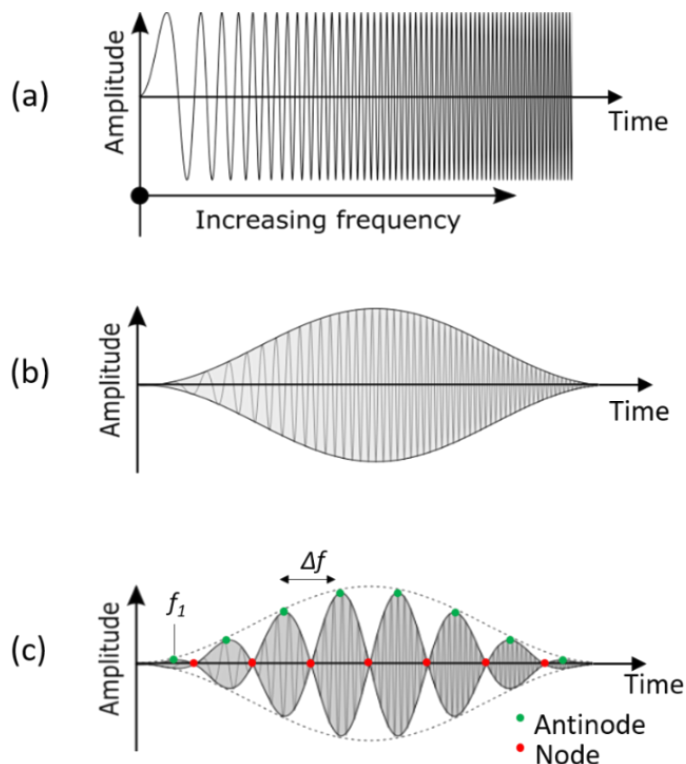 (a)
Amplitude
Time
Increasing frequency
(b)
Amplitude
Time
(c)
Amplitude
f₁
Δf
Time
Antinode
Node